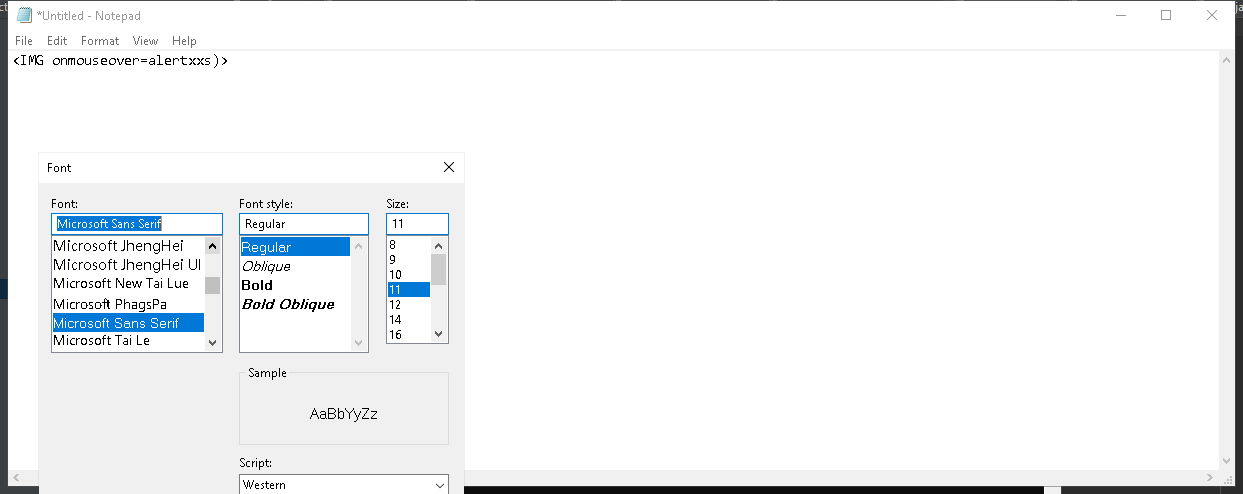 *Untitled - Notepad
File Edit Format View Help
<IMG onmouseover=alertxxs)>
Font
Font: Font style: Size:
Microsoft Sans Serif Regular 11
Microsoft JhengHei Regular 8
Microsoft JhengHei UI Oblique 9
Microsoft New Tai Lue Bold 10
Microsoft PhagsPa Bold Oblique 11
Microsoft Sans Serif 12
Microsoft Tai Le 14
16
Sample
AaBbYyZz
Script:
Western